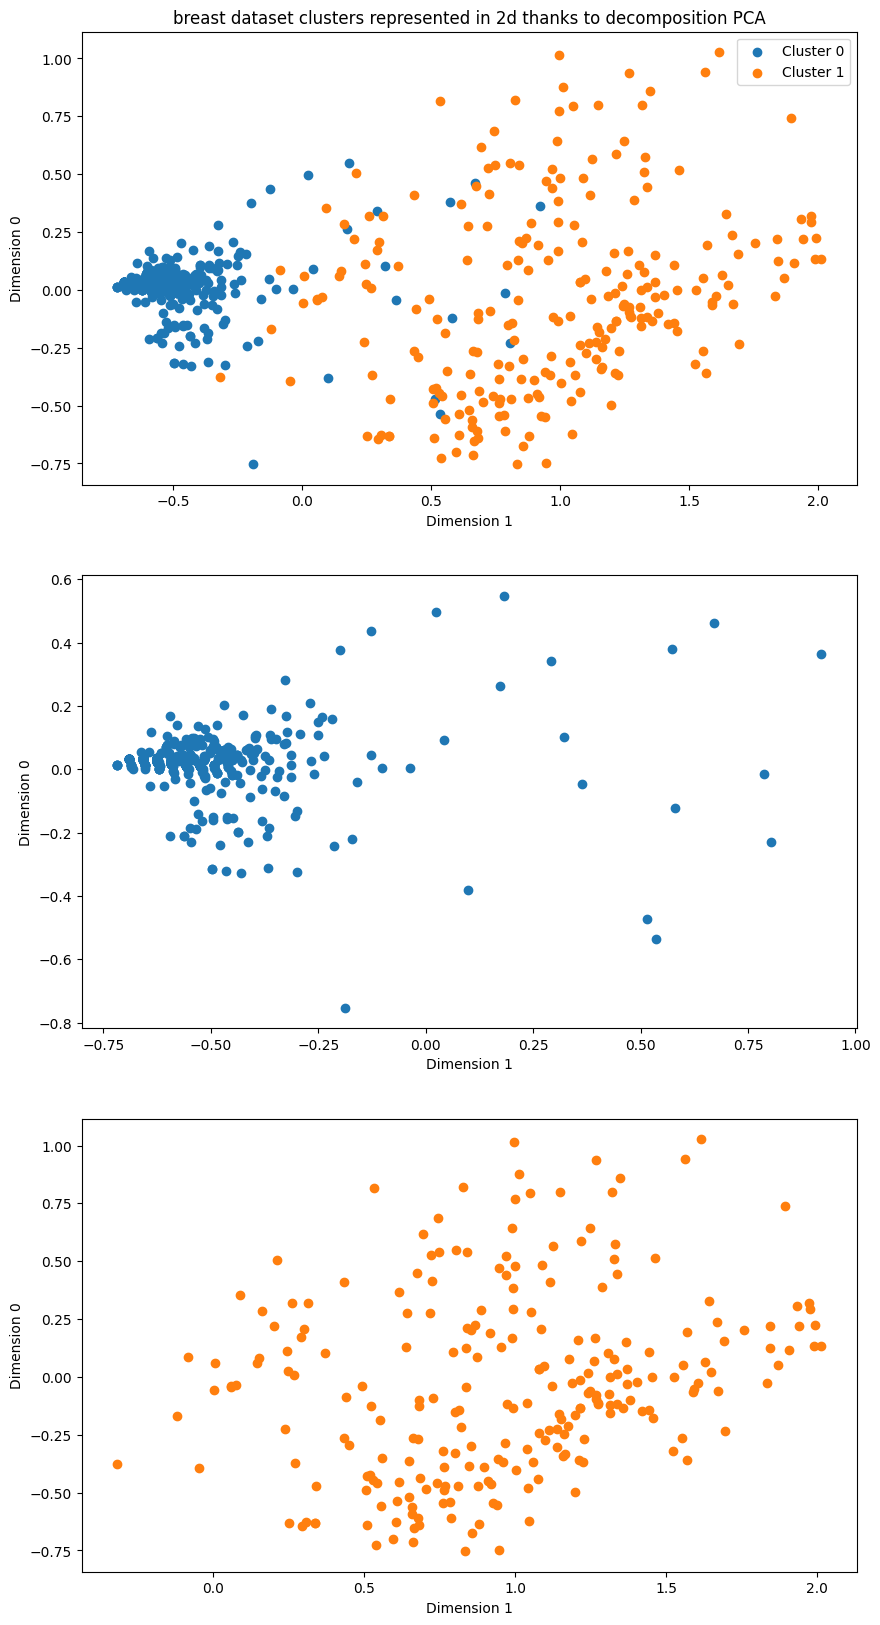 breast dataset clusters represented in 2d thanks to decomposition PCA
Cluster 0
Cluster 1
1.00
0.75
0.50
0.25
0.00
−0.25
−0.50
−0.75
Dimension 0
−0.5 0.0 0.5 1.0 1.5 2.0
Dimension 1
0.6
0.4
0.2
0.0
−0.2
−0.4
−0.6
−0.8
Dimension 0
−0.75 −0.50 −0.25 0.00 0.25 0.50 0.75 1.00
Dimension 1
1.00
0.75
0.50
0.25
0.00
−0.25
−0.50
−0.75
Dimension 0
0.0 0.5 1.0 1.5 2.0
Dimension 1